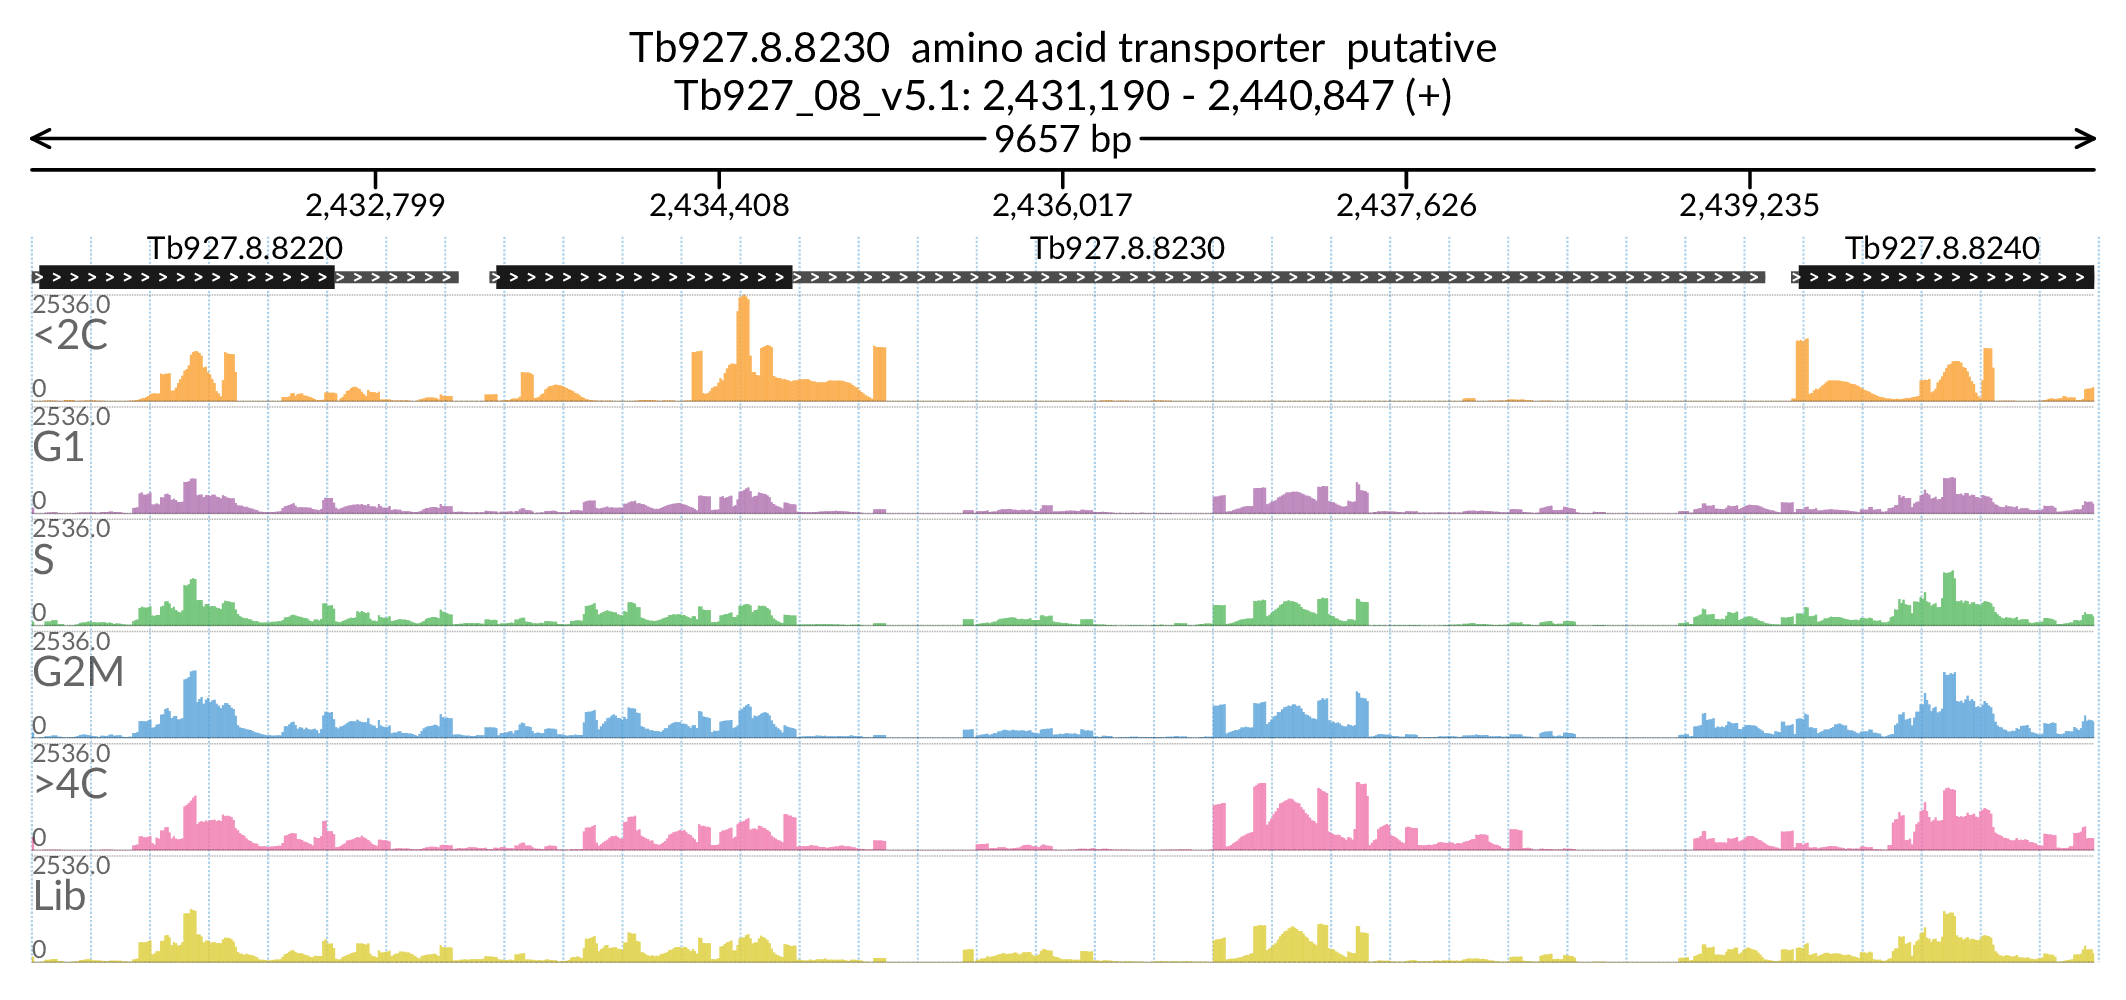 Tb927.8.8230 amino acid transporter putative
Tb927_08_v5.1: 2,431,190 - 2,440,847 (+)
9657 bp
2,432,799 2,434,408 2,436,017 2,437,626 2,439,235
Tb927.8.8220 Tb927.8.8230 Tb927.8.8240
2536.0
<2C
0
2536.0
G1
0
2536.0
S
0
2536.0
G2M
0
2536.0
>4C
0
2536.0
Lib
0